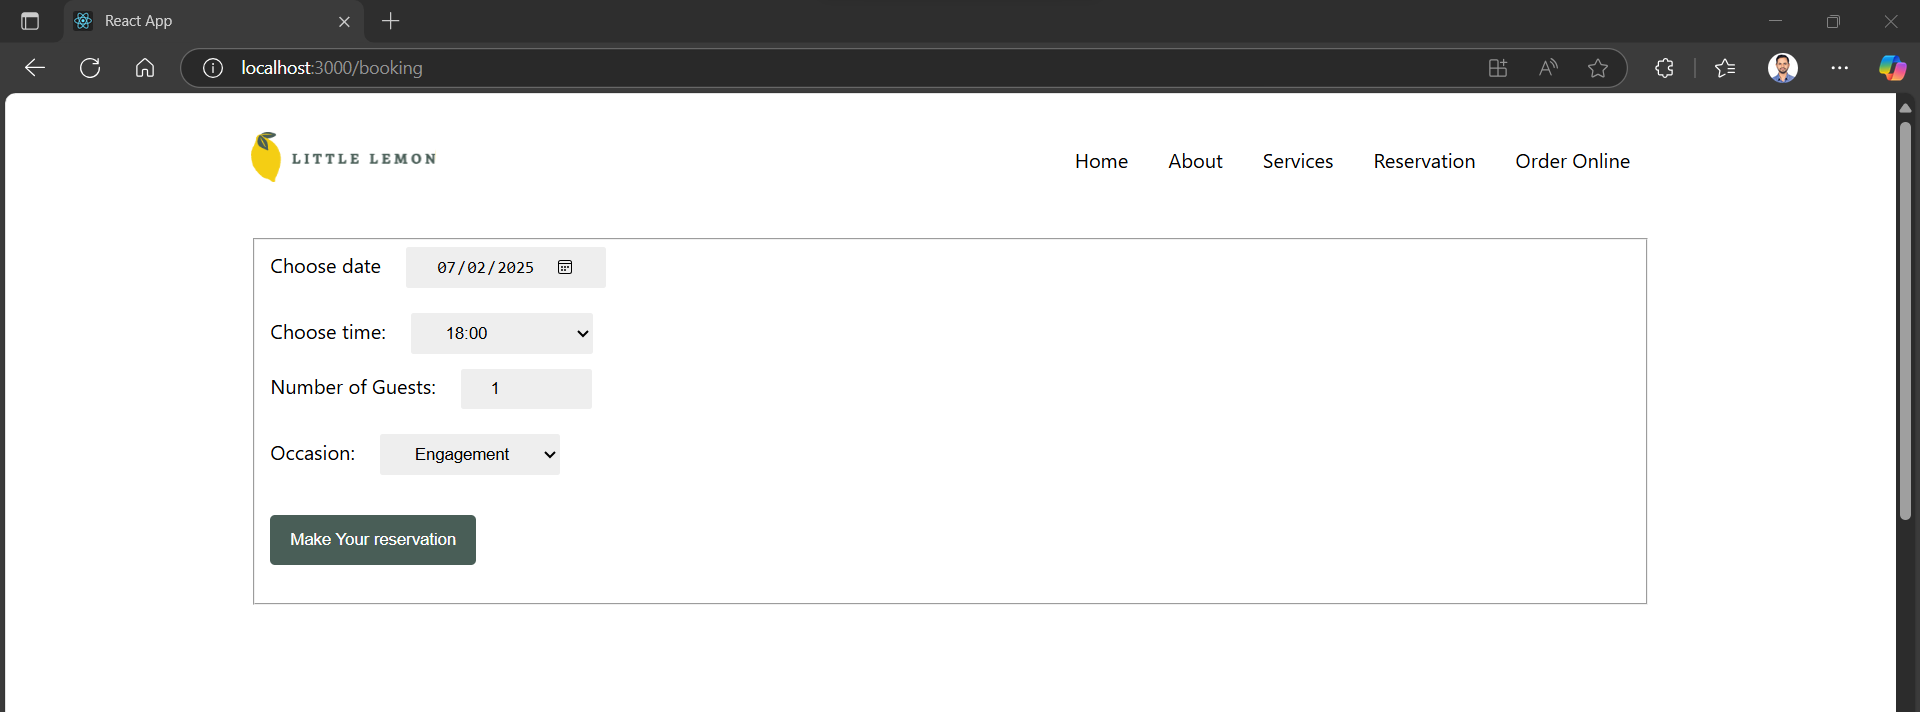 React App
localhost:3000/booking
LITTLE LEMON
Home About Services Reservation Order Online
Choose date 07/02/2025
Choose time: 18:00
Number of Guests: 1
Occasion: Engagement
Make Your reservation